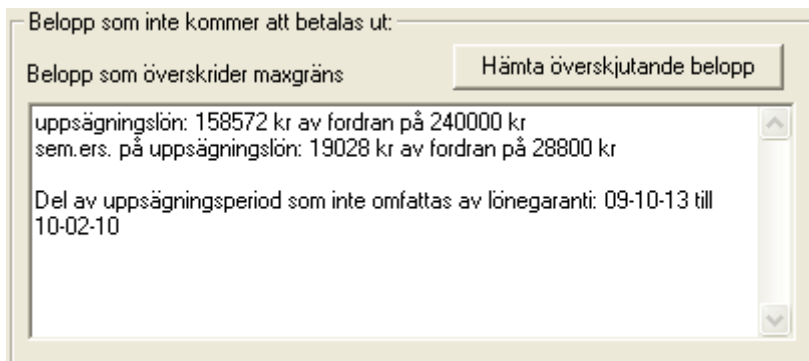 Belopp som inte kommer att betalas ut:
Belopp som överskrider maxgräns
Hämta överskjutande belopp
uppsägningslön: 158572 kr av fordran på 240000 kr
sem.ers. på uppsägningslön: 19028 kr av fordran på 28800 kr
Del av uppsägningsperiod som inte omfattas av lönegaranti: 09-10-13 till
10-02-10